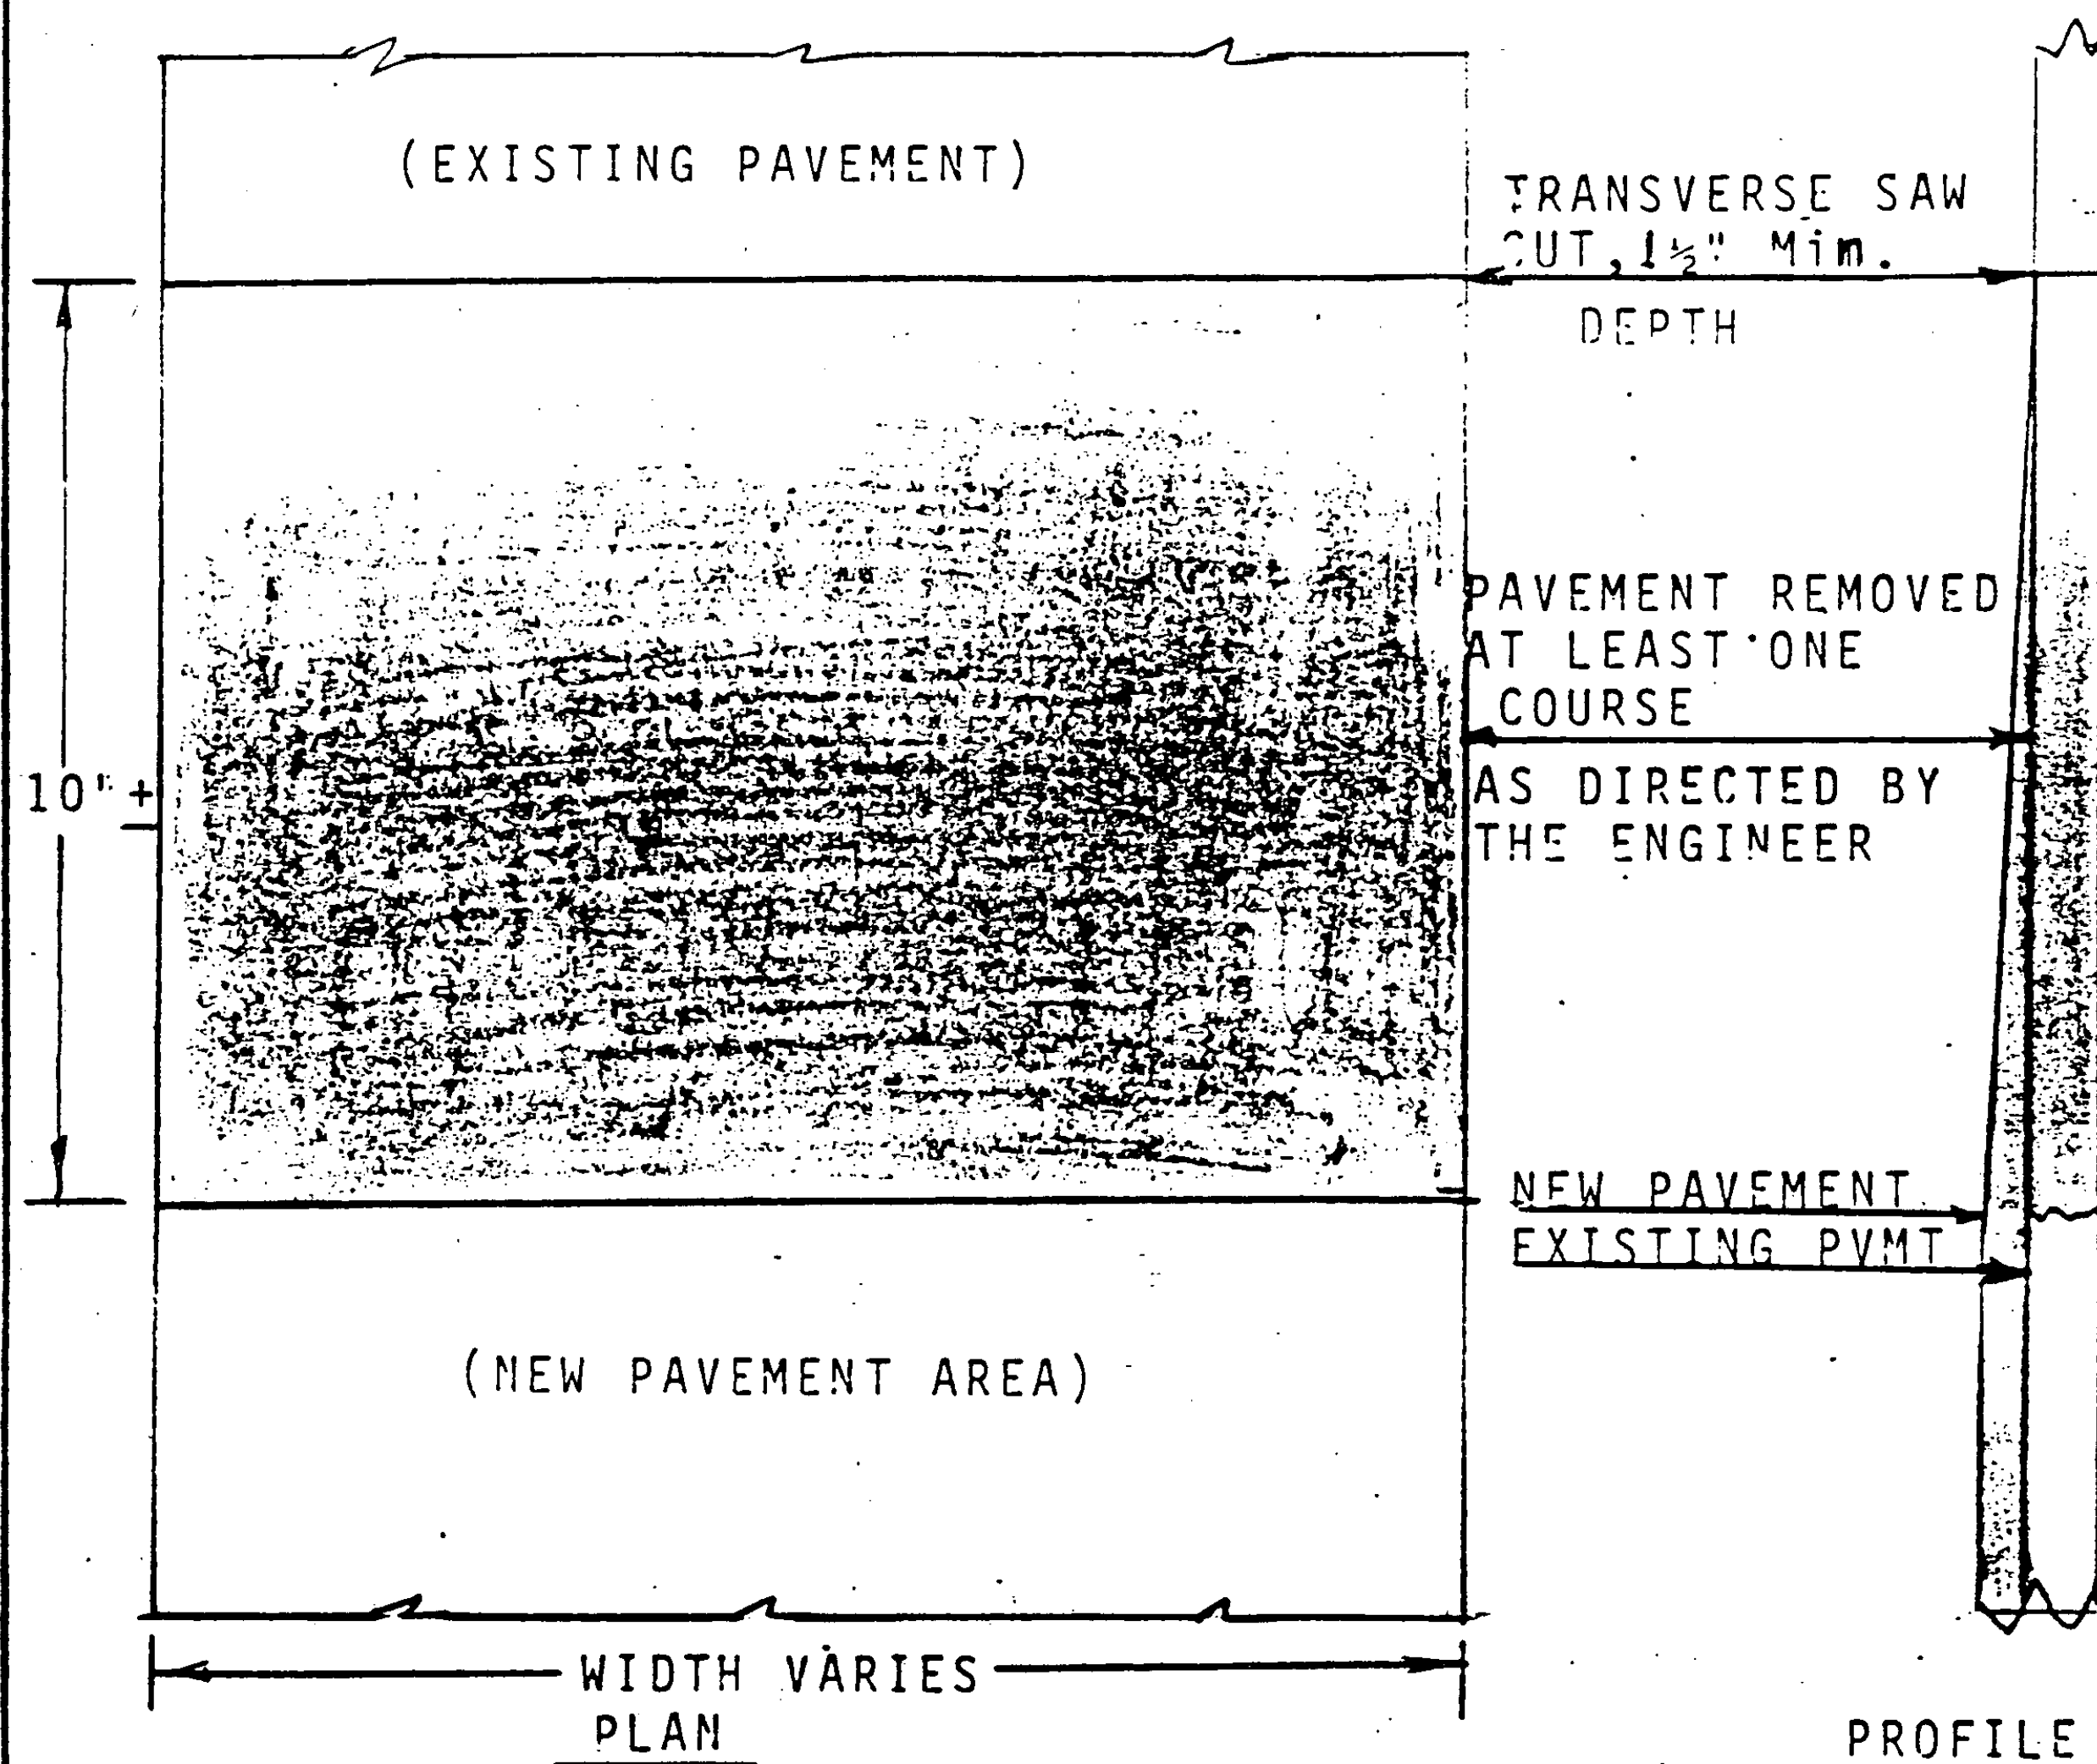 (EXISTING PAVEMENT)
TRANSVERSE SAW
CUT, 1½" Mim.
DEPTH
PAVEMENT REMOVED
AT LEAST ONE
COURSE
10'±
AS DIRECTED BY
THE ENGINEER
NEW PAVEMENT
EXISTING PVMT
(NEW PAVEMENT AREA)
WIDTH VARIES
PLAN
PROFILE